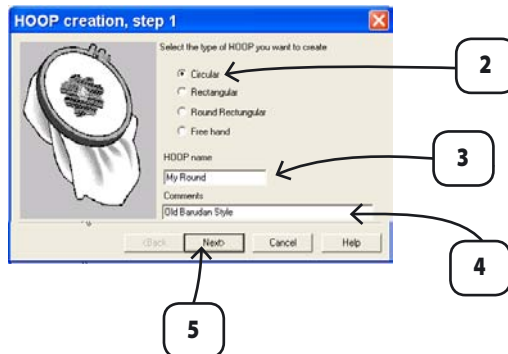 HOOP creation, step 1
Select the type of HOOP you want to create
Circular
2
Rectangular
Round Rectungular
Free hand
HOOP name
My Round
3
Comments
Old Barudan Style
4
<Back
Next>
Cancel
Help
5